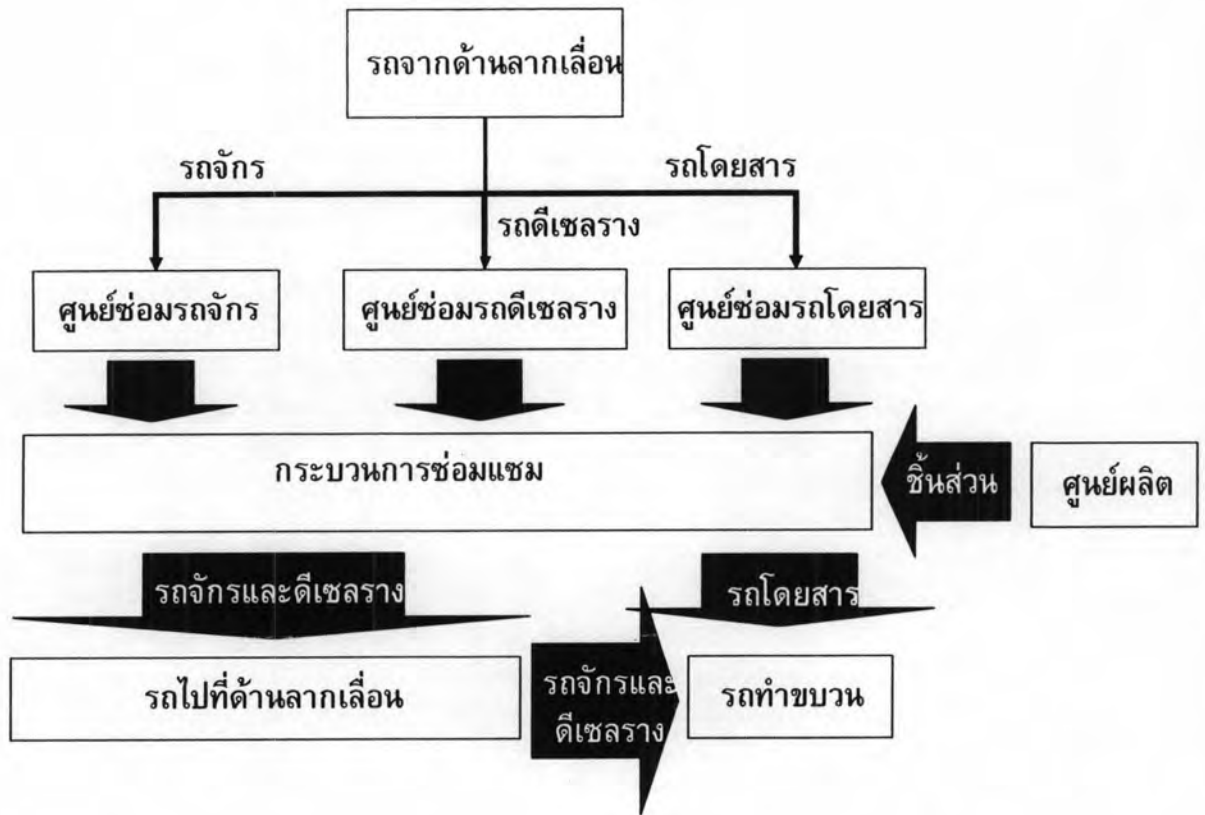 รถจากด้านลากเลื่อน
รถจักร
รถโดยสาร
รถดีเซลราง
ศูนย์ซ่อมรถจักร
ศูนย์ซ่อมรถดีเซลราง
ศูนย์ซ่อมรถโดยสาร
กระบวนการซ่อมแซม
ชิ้นส่วน
ศูนย์ผลิต
รถจักรและดีเซลราง
รถโดยสาร
รถไปที่ด้านลากเลื่อน
รถจักรและ
ดีเซลราง
รถทำขบวน